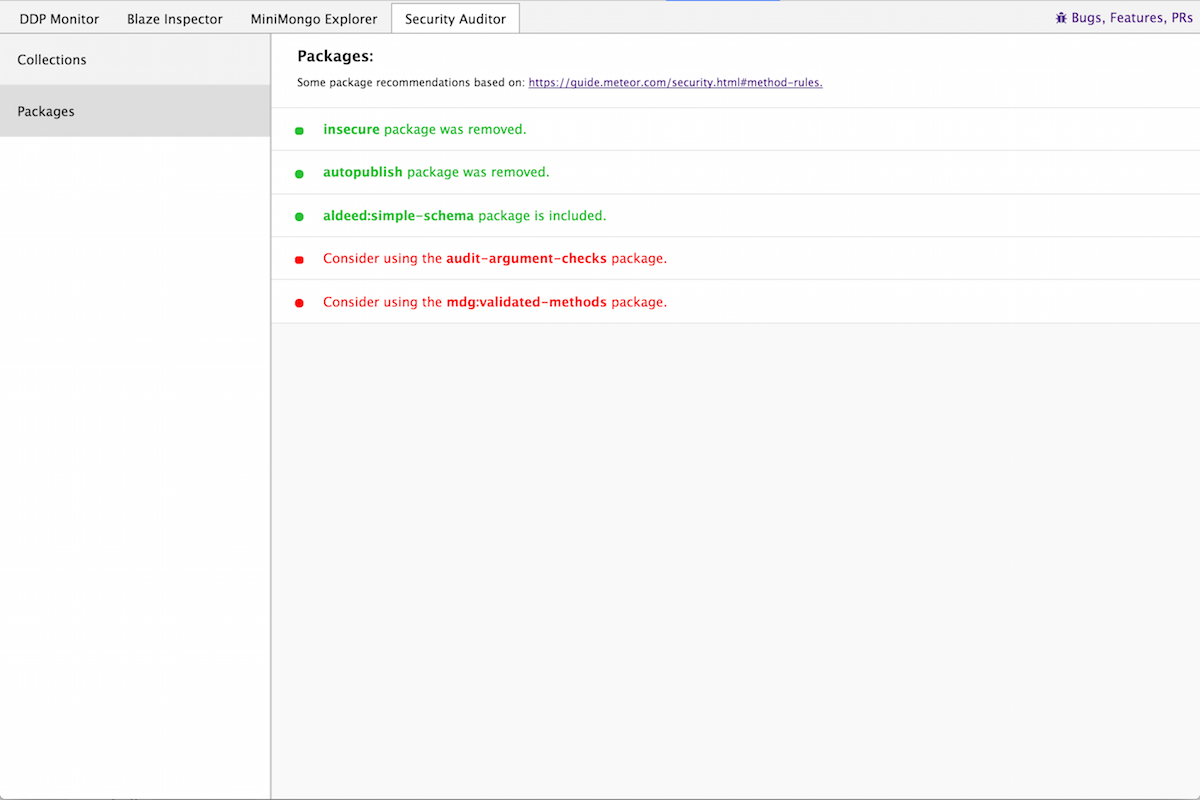 DDP Monitor Blaze Inspector MiniMongo Explorer Security Auditor Bugs, Features, PRs
Collections
Packages
Packages:
Some package recommendations based on: https://guide.meteor.com/security.html#method-rules.
insecure package was removed.
autopublish package was removed.
aldeed:simple-schema package is included.
Consider using the audit-argument-checks package.
Consider using the mdg:validated-methods package.